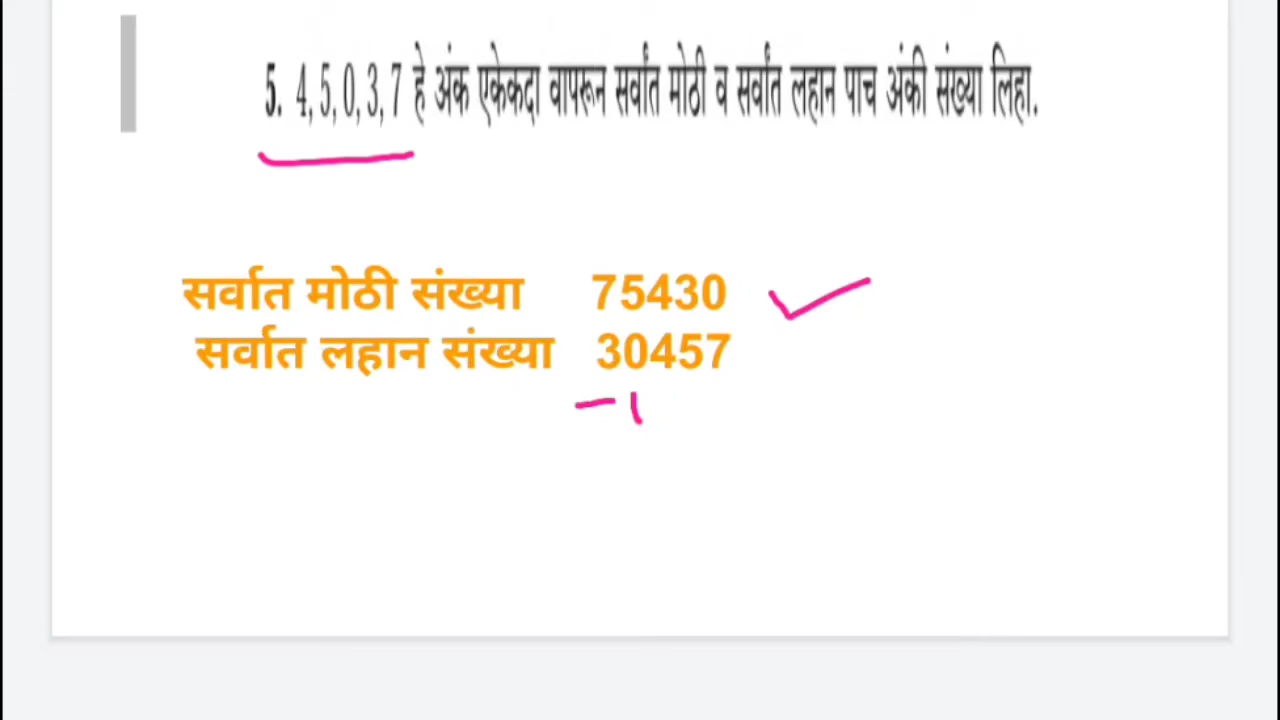 5. 4, 5, 0, 3, 7 हे अंक एकेकदा वापरून सर्वांत मोठी व सर्वांत लहान पाच अंकी संख्या लिहा.
सर्वात मोठी संख्या 75430
सर्वात लहान संख्या 30457